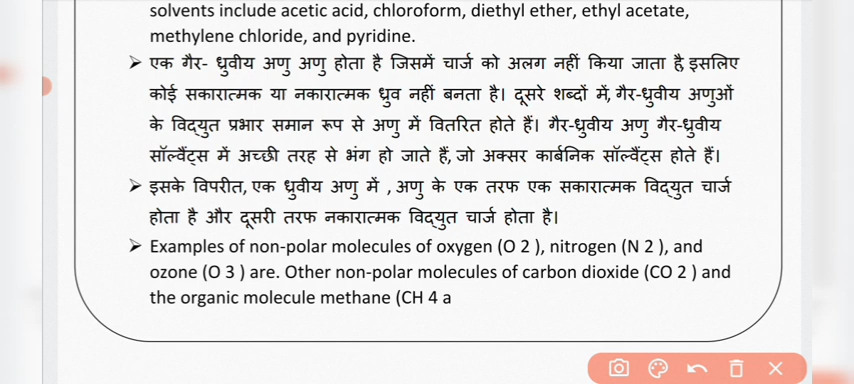 solvents include acetic acid, chloroform, diethyl ether, ethyl acetate,
methylene chloride, and pyridine.
➢ एक गैर- ध्रुवीय अणु अणु होता है जिसमें चार्ज को अलग नहीं किया जाता है, इसलिए
कोई सकारात्मक या नकारात्मक ध्रुव नहीं बनता है। दूसरे शब्दों में, गैर-ध्रुवीय अणुओं
के विद्युत प्रभार समान रूप से अणु में वितरित होते हैं। गैर-ध्रुवीय अणु गैर-ध्रुवीय
सॉल्वैंट्स में अच्छी तरह से भंग हो जाते हैं, जो अक्सर कार्बनिक सॉल्वैंट्स होते हैं।
➢ इसके विपरीत, एक ध्रुवीय अणु में , अणु के एक तरफ एक सकारात्मक विद्युत चार्ज
होता है और दूसरी तरफ नकारात्मक विद्युत चार्ज होता है।
➢ Examples of non-polar molecules of oxygen (O 2 ), nitrogen (N 2 ), and
ozone (O 3 ) are. Other non-polar molecules of carbon dioxide (CO 2 ) and
the organic molecule methane (CH 4 a